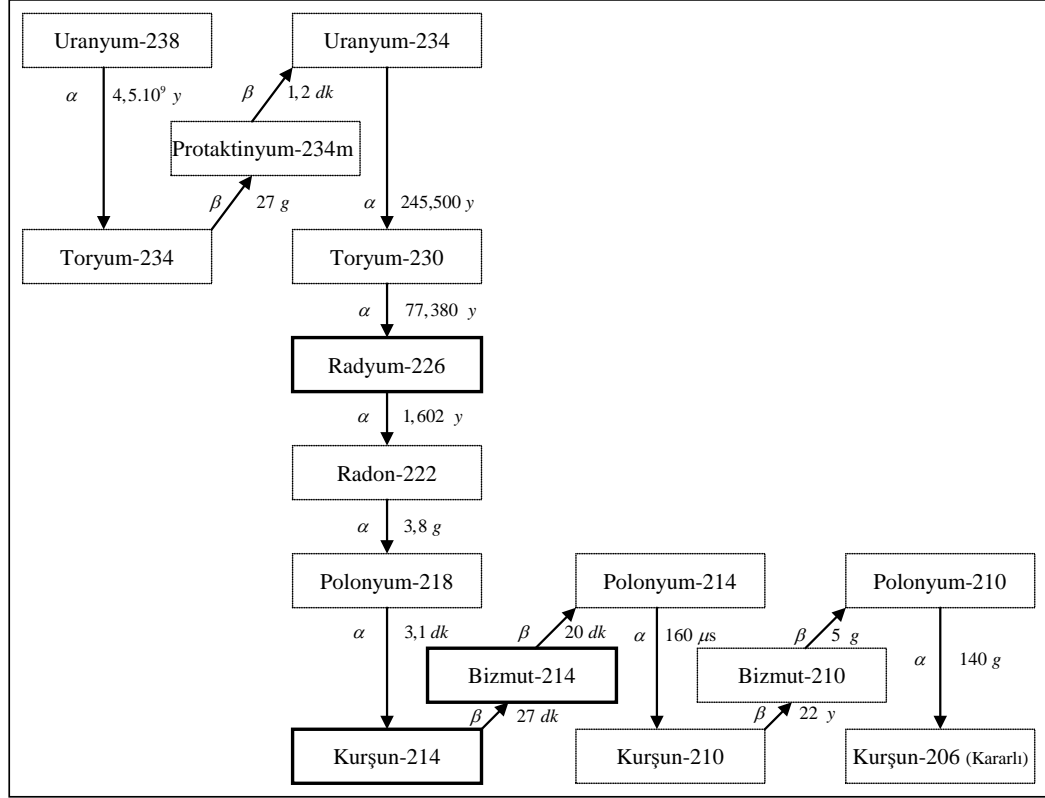 Uranyum-238
Uranyum-234
α 4,5.10⁹ y
β 1,2 dk
Protaktinyum-234m
β 27 g
α 245,500 y
Toryum-234
Toryum-230
α 77,380 y
Radyum-226
α 1,602 y
Radon-222
α 3,8 g
Polonyum-218
Polonyum-214
Polonyum-210
α 3,1 dk
β 20 dk
α 160 μs
β 5 g
α 140 g
Bizmut-214
Bizmut-210
β 27 dk
β 22 y
Kurşun-214
Kurşun-210
Kurşun-206 (Kararlı)